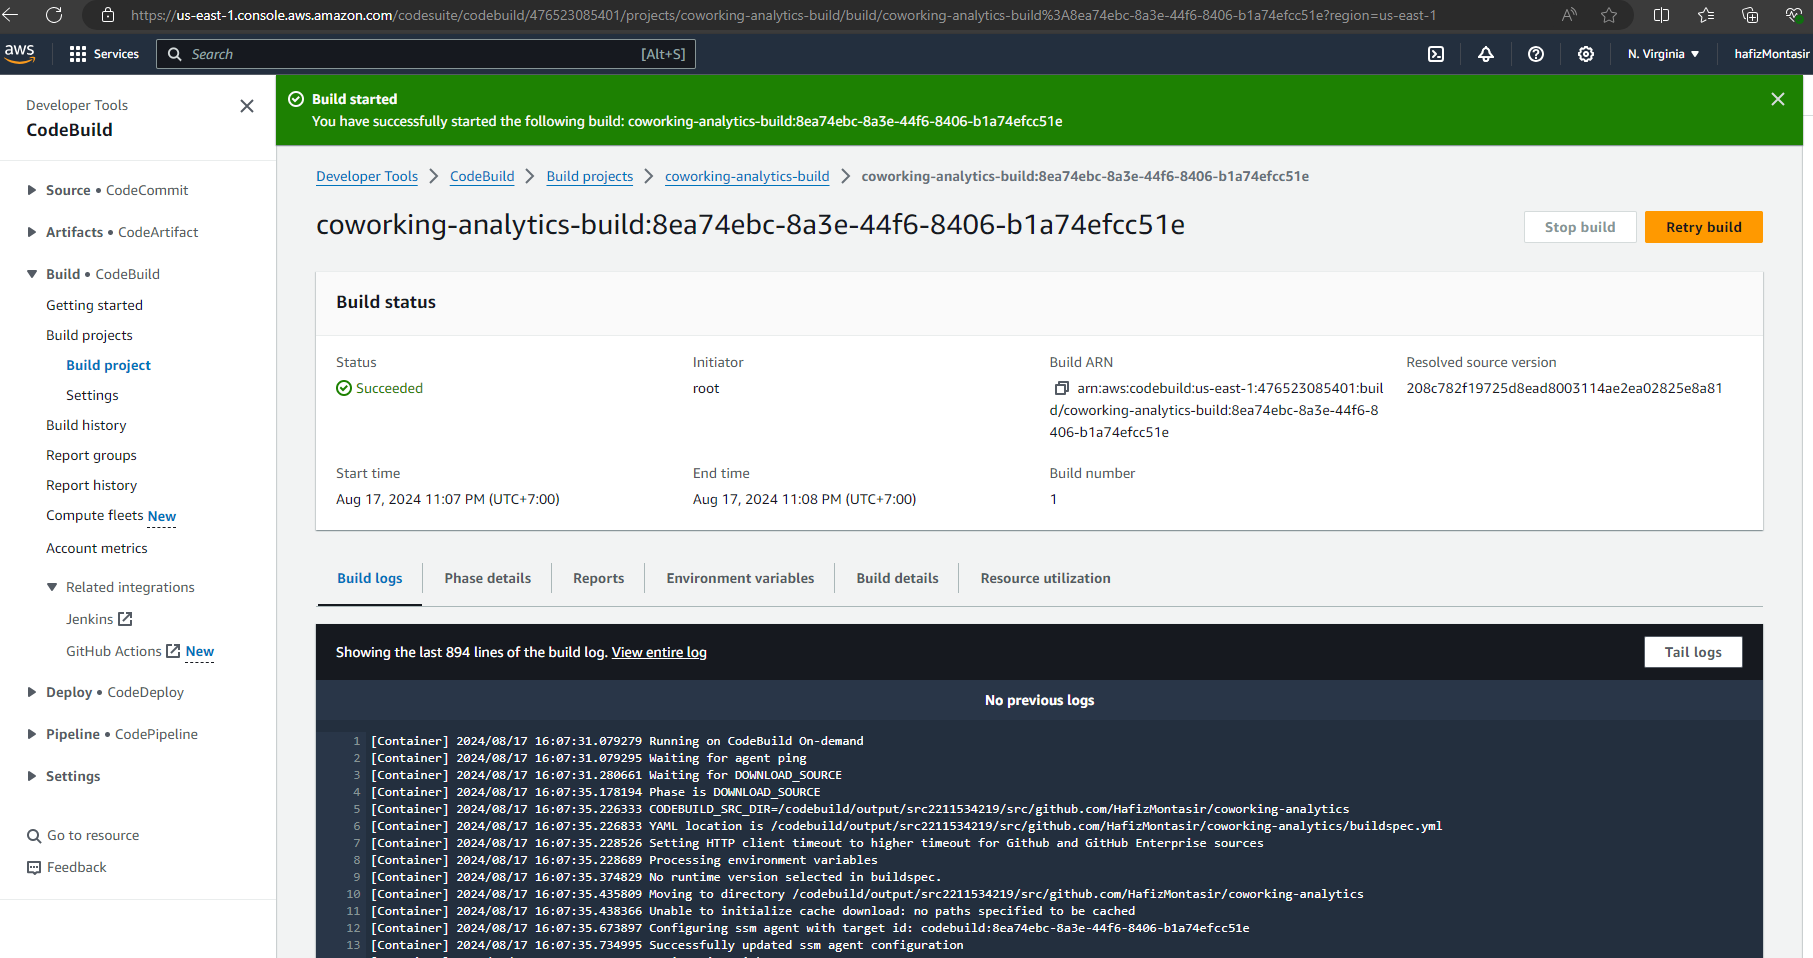 https://us-east-1.console.aws.amazon.com/codesuite/codebuild/476523085401/projects/coworking-analytics-build/build/coworking-analytics-build%3A8ea74ebc-8a3e-44f6-8406-b1a74efcc51e?region=us-east-1
aws
Services
Search
[Alt+S]
N. Virginia
hafizMontasir
Developer Tools
CodeBuild
Source • CodeCommit
Artifacts • CodeArtifact
Build • CodeBuild
Getting started
Build projects
Build project
Settings
Build history
Report groups
Report history
Compute fleets New
Account metrics
Related integrations
Jenkins
GitHub Actions New
Deploy • CodeDeploy
Pipeline • CodePipeline
Settings
Go to resource
Feedback
Build started
You have successfully started the following build: coworking-analytics-build:8ea74ebc-8a3e-44f6-8406-b1a74efcc51e
Developer Tools
CodeBuild
Build projects
coworking-analytics-build
coworking-analytics-build:8ea74ebc-8a3e-44f6-8406-b1a74efcc51e
coworking-analytics-build:8ea74ebc-8a3e-44f6-8406-b1a74efcc51e
Stop build
Retry build
Build status
Status
Succeeded
Initiator
root
Build ARN
arn:aws:codebuild:us-east-1:476523085401:buil
d/coworking-analytics-build:8ea74ebc-8a3e-44f6-8
406-b1a74efcc51e
Resolved source version
208c782f19725d8ead8003114ae2ea02825e8a81
Start time
Aug 17, 2024 11:07 PM (UTC+7:00)
End time
Aug 17, 2024 11:08 PM (UTC+7:00)
Build number
1
Build logs
Phase details
Reports
Environment variables
Build details
Resource utilization
Showing the last 894 lines of the build log. View entire log
Tail logs
No previous logs
1 [Container] 2024/08/17 16:07:31.079279 Running on CodeBuild On-demand
2 [Container] 2024/08/17 16:07:31.079295 Waiting for agent ping
3 [Container] 2024/08/17 16:07:31.280661 Waiting for DOWNLOAD_SOURCE
4 [Container] 2024/08/17 16:07:35.178194 Phase is DOWNLOAD_SOURCE
5 [Container] 2024/08/17 16:07:35.226333 CODEBUILD_SRC_DIR=/codebuild/output/src2211534219/src/github.com/HafizMontasir/coworking-analytics
6 [Container] 2024/08/17 16:07:35.226833 YAML location is /codebuild/output/src2211534219/src/github.com/HafizMontasir/coworking-analytics/buildspec.yml
7 [Container] 2024/08/17 16:07:35.228526 Setting HTTP client timeout to higher timeout for Github and GitHub Enterprise sources
8 [Container] 2024/08/17 16:07:35.228689 Processing environment variables
9 [Container] 2024/08/17 16:07:35.374829 No runtime version selected in buildspec.
10 [Container] 2024/08/17 16:07:35.435809 Moving to directory /codebuild/output/src2211534219/src/github.com/HafizMontasir/coworking-analytics
11 [Container] 2024/08/17 16:07:35.438366 Unable to initialize cache download: no paths specified to be cached
12 [Container] 2024/08/17 16:07:35.673897 Configuring ssm agent with target id: codebuild:8ea74ebc-8a3e-44f6-8406-b1a74efcc51e
13 [Container] 2024/08/17 16:07:35.734995 Successfully updated ssm agent configuration